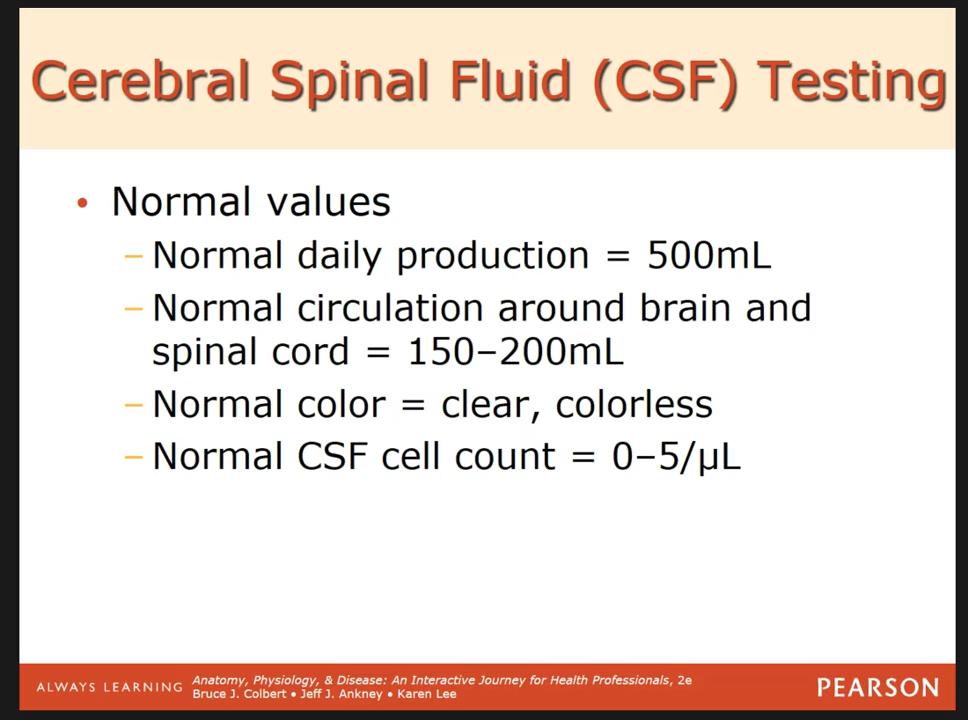 Cerebral Spinal Fluid (CSF) Testing
• Normal values
– Normal daily production = 500mL
– Normal circulation around brain and
spinal cord = 150–200mL
– Normal color = clear, colorless
– Normal CSF cell count = 0–5/µL
ALWAYS LEARNING
Anatomy, Physiology, & Disease: An Interactive Journey for Health Professionals, 2e
Bruce J. Colbert • Jeff J. Ankney • Karen Lee
PEARSON